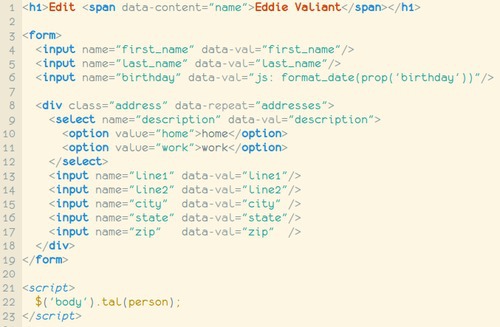 1 <h1>Edit <span data-content="name">Eddie Valiant</span></h1>
2
3 <form>
4   <input name="first_name" data-val="first_name"/>
5   <input name="last_name" data-val="last_name"/>
6   <input name="birthday" data-val="js: format_date(prop('birthday'))"/>
7
8   <div class="address" data-repeat="addresses">
9     <select name="description" data-val="description">
10       <option value="home">home</option>
11       <option value="work">work</option>
12     </select>
13     <input name="line1" data-val="line1"/>
14     <input name="line2" data-val="line2"/>
15     <input name="city"  data-val="city" />
16     <input name="state" data-val="state"/>
17     <input name="zip"   data-val="zip"  />
18   </div>
19 </form>
20
21 <script>
22   $('body').tal(person);
23 </script>